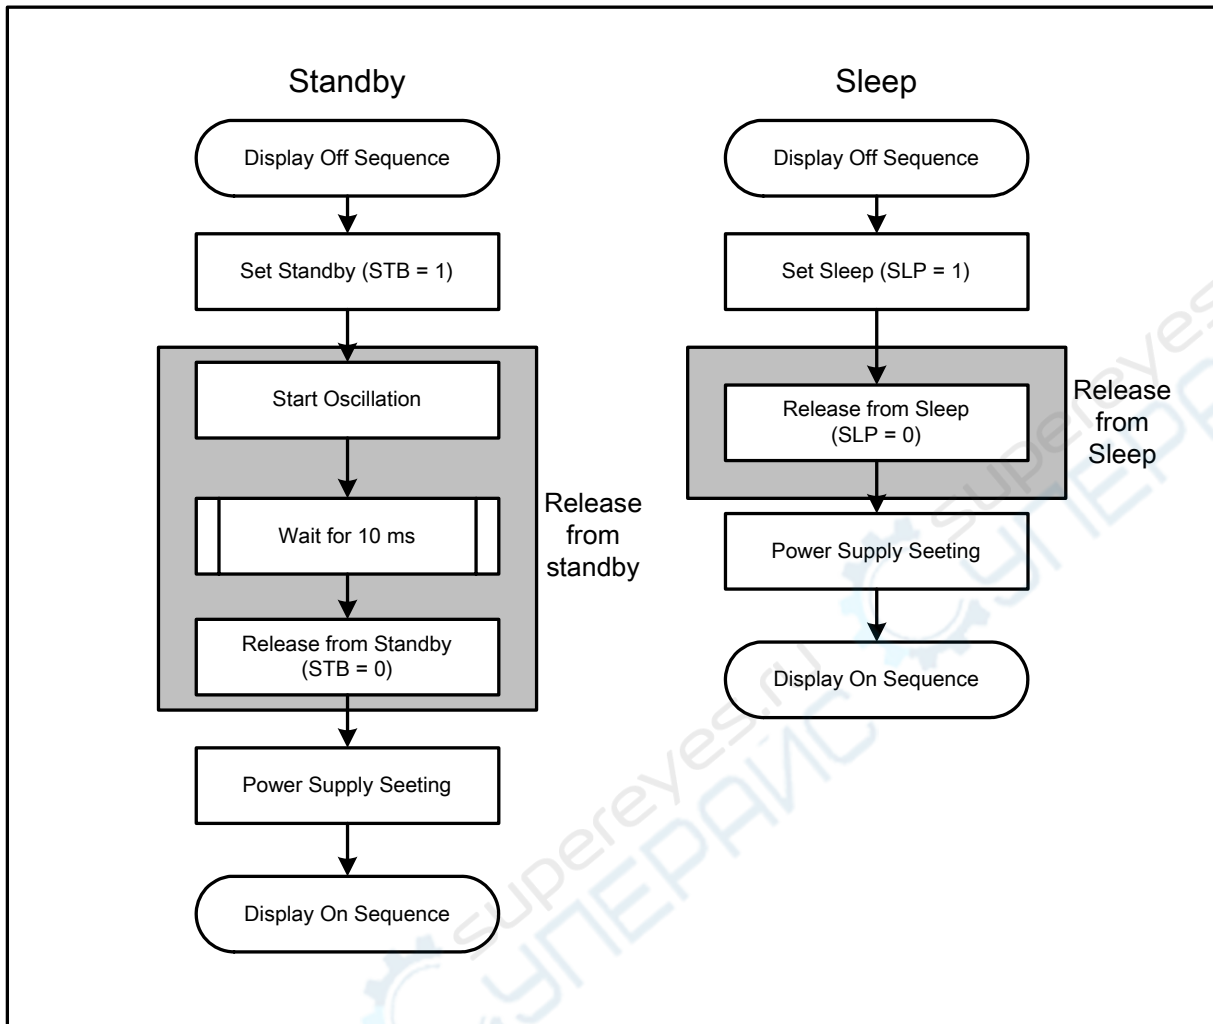 Standby
Display Off Sequence
Set Standby (STB = 1)
Start Oscillation
Wait for 10 ms
Release from Standby
(STB = 0)
Release
from
standby
Power Supply Seeting
Display On Sequence
Sleep
Display Off Sequence
Set Sleep (SLP = 1)
Release from Sleep
(SLP = 0)
Release
from
Sleep
Power Supply Seeting
Display On Sequence
supereyes.ru
СУПЕРАЙС
supereyes
СУПЕРА